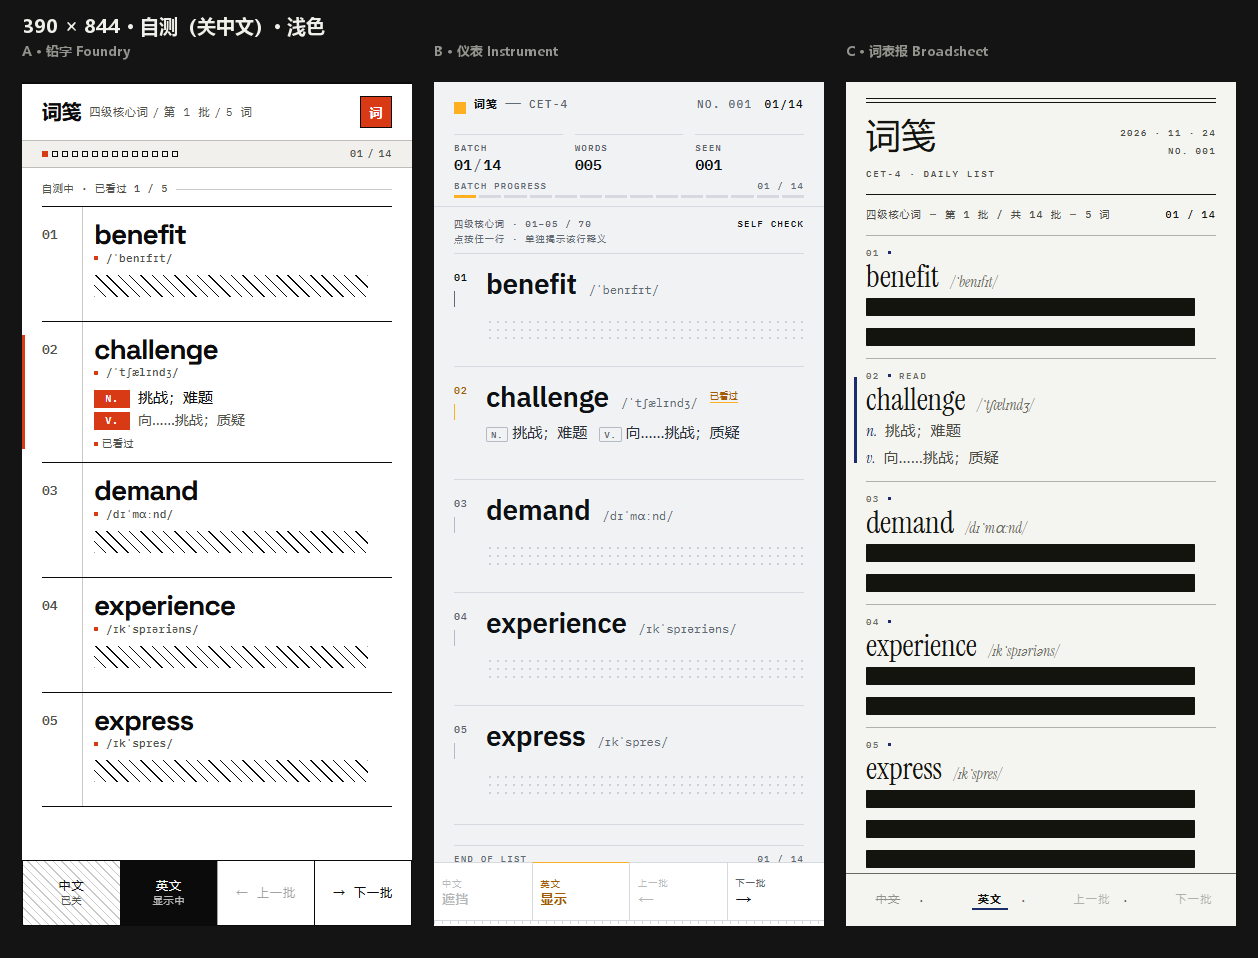 390 × 844 • 自测（关中文）• 浅色
A • 铅字 Foundry
词笺 四级核心词 / 第 1 批 / 5 词
词
01 / 14
自测中 · 已看过 1 / 5
01
benefit
/ˈbenɪfɪt/
02
challenge
/ˈtʃælɪndʒ/
N. 挑战；难题
V. 向……挑战；质疑
已看过
03
demand
/dɪˈmɑːnd/
04
experience
/ɪkˈspɪəriəns/
05
express
/ɪkˈspres/
中文
已关
英文
显示中
← 上一批
→ 下一批
B • 仪表 Instrument
词笺 — CET-4
NO. 001 01/14
BATCH
01/14
WORDS
005
SEEN
001
BATCH PROGRESS
01 / 14
四级核心词 · 01–05 / 70
SELF CHECK
点按任一行 · 单独揭示该行释义
01
benefit /ˈbenɪfɪt/
02
challenge /ˈtʃælɪndʒ/ 已看过
N. 挑战；难题 V. 向……挑战；质疑
03
demand /dɪˈmɑːnd/
04
experience /ɪkˈspɪəriəns/
05
express /ɪkˈspres/
END OF LIST
01 / 14
中文
遮挡
英文
显示
上一批
←
下一批
→
C • 词表报 Broadsheet
词笺
2026 · 11 · 24
NO. 001
CET-4 · DAILY LIST
四级核心词 — 第 1 批 / 共 14 批 — 5 词
01 / 14
01
benefit /ˈbenɪfɪt/
02 READ
challenge /ˈtʃælɪndʒ/
n. 挑战；难题
v. 向……挑战；质疑
03
demand /dɪˈmɑːnd/
04
experience /ɪkˈspɪəriəns/
05
express /ɪkˈspres/
中文 · 英文 · 上一批 · 下一批